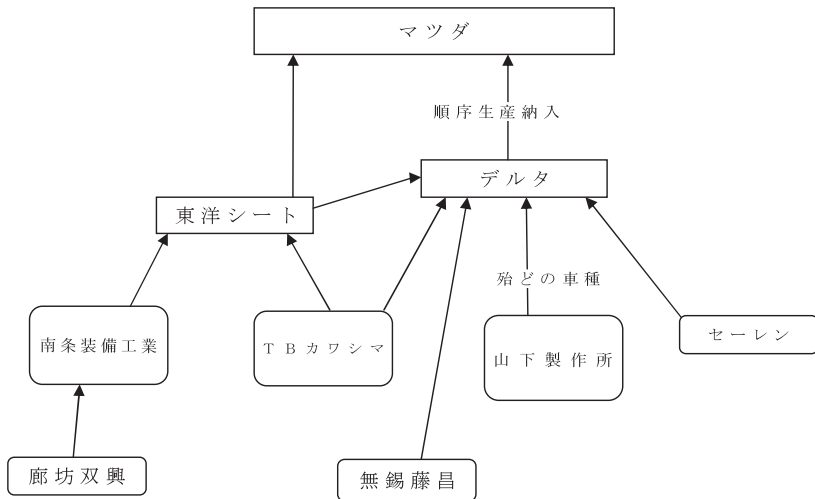 マツダ
順序生産納入
デルタ
東洋シート
殆どの車種
南条装備工業
TBカワシマ
山下製作所
セーレン
廊坊双興
無錫藤昌